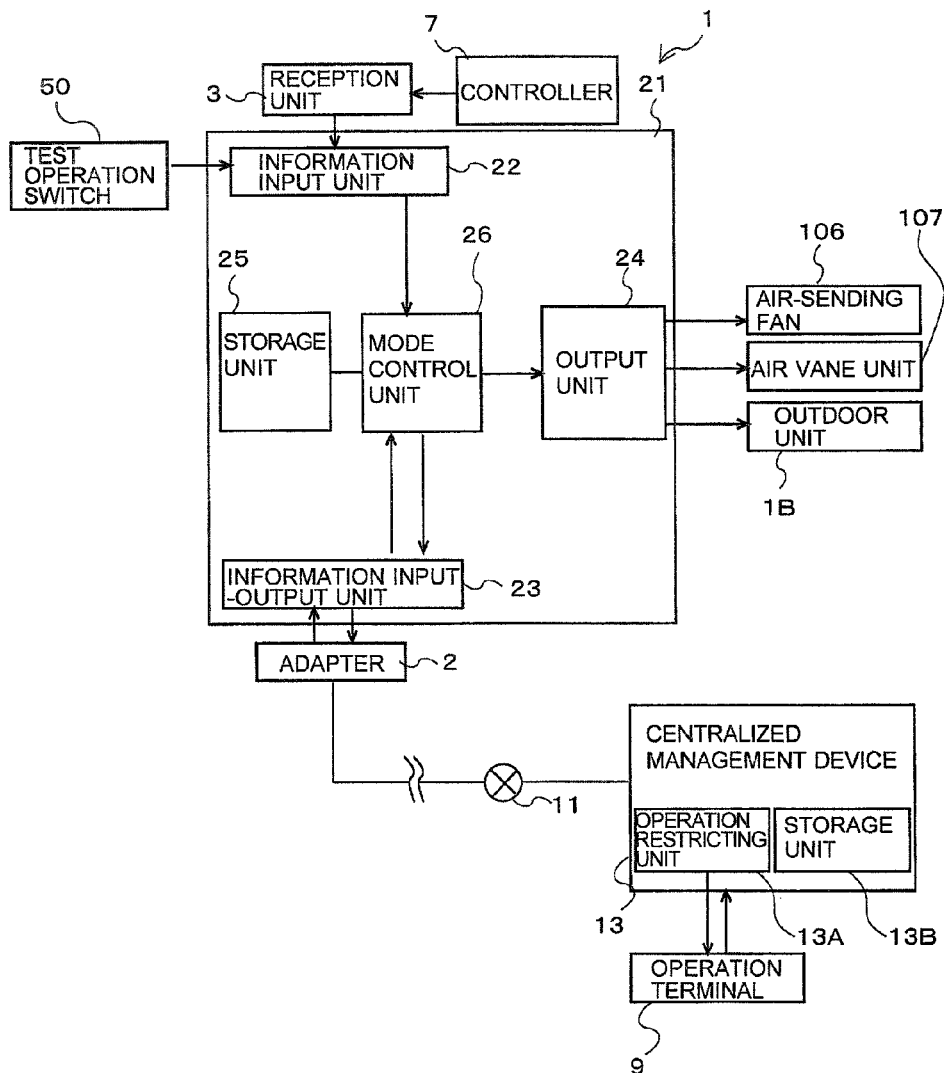 1
7
3
RECEPTION
UNIT
CONTROLLER
21
50
TEST
OPERATION
SWITCH
INFORMATION
INPUT UNIT
22
25
26
24
106
107
STORAGE
UNIT
MODE
CONTROL
UNIT
OUTPUT
UNIT
AIR-SENDING
FAN
AIR VANE UNIT
OUTDOOR
UNIT
1B
INFORMATION INPUT
-OUTPUT UNIT
23
ADAPTER
2
11
CENTRALIZED
MANAGEMENT DEVICE
OPERATION
RESTRICTING
UNIT
STORAGE
UNIT
13
13A
13B
OPERATION
TERMINAL
9